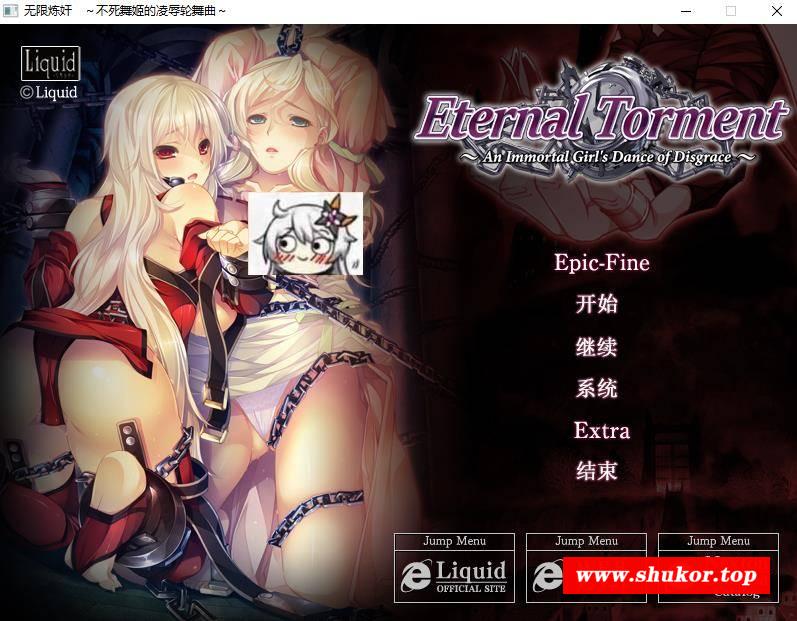 无限炼奸　～不死舞姬的凌辱轮舞曲～
Liquid
©Liquid
Eternal Torment
～An Immortal Girl's Dance of Disgrace～
Epic-Fine
开始
继续
系统
Extra
结束
Jump Menu
Jump Menu
Jump Menu
Liquid
OFFICIAL SITE
www.shukor.top
Catalog